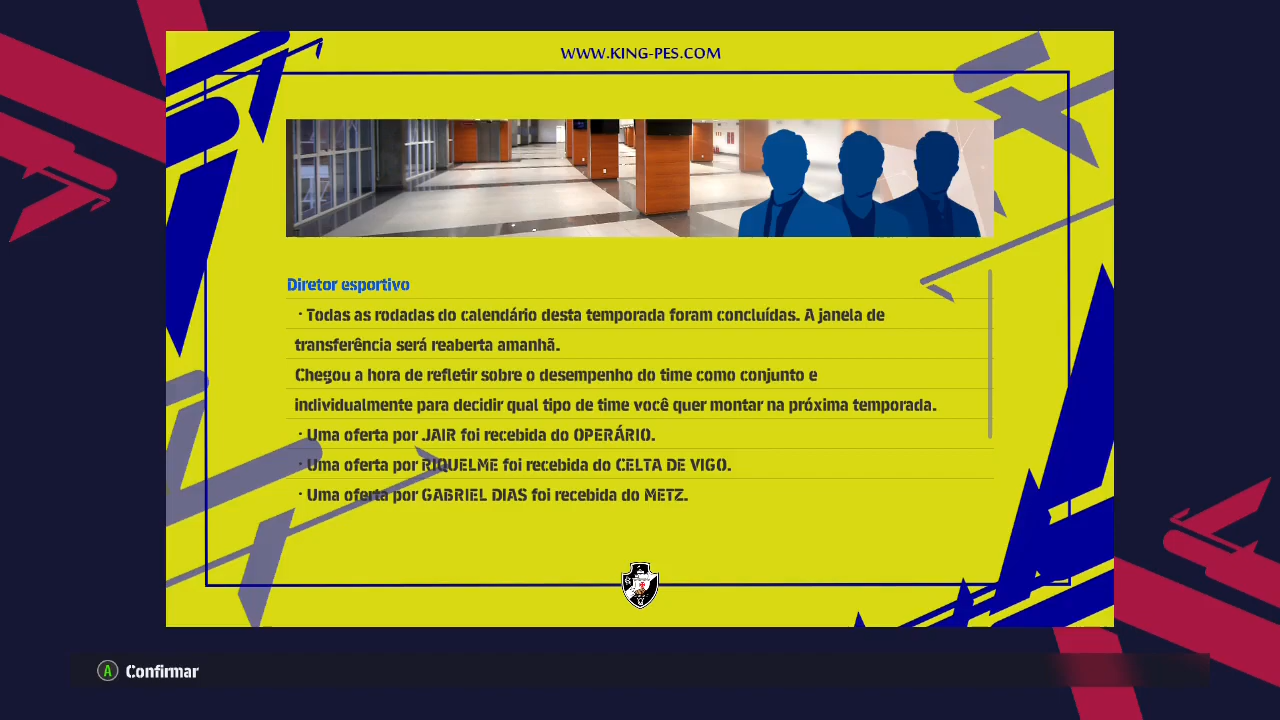 WWW.KING-PES.COM
Diretor esportivo
・Todas as rodadas do calendário desta temporada foram concluídas. A janela de
transferência será reaberta amanhã.
Chegou a hora de refletir sobre o desempenho do time como conjunto e
individualmente para decidir qual tipo de time você quer montar na próxima temporada.
・Uma oferta por JAIR foi recebida do OPERÁRIO.
・Uma oferta por RIQUELME foi recebida do CELTA DE VIGO.
・Uma oferta por GABRIEL DIAS foi recebida do METZ.
A Confirmar